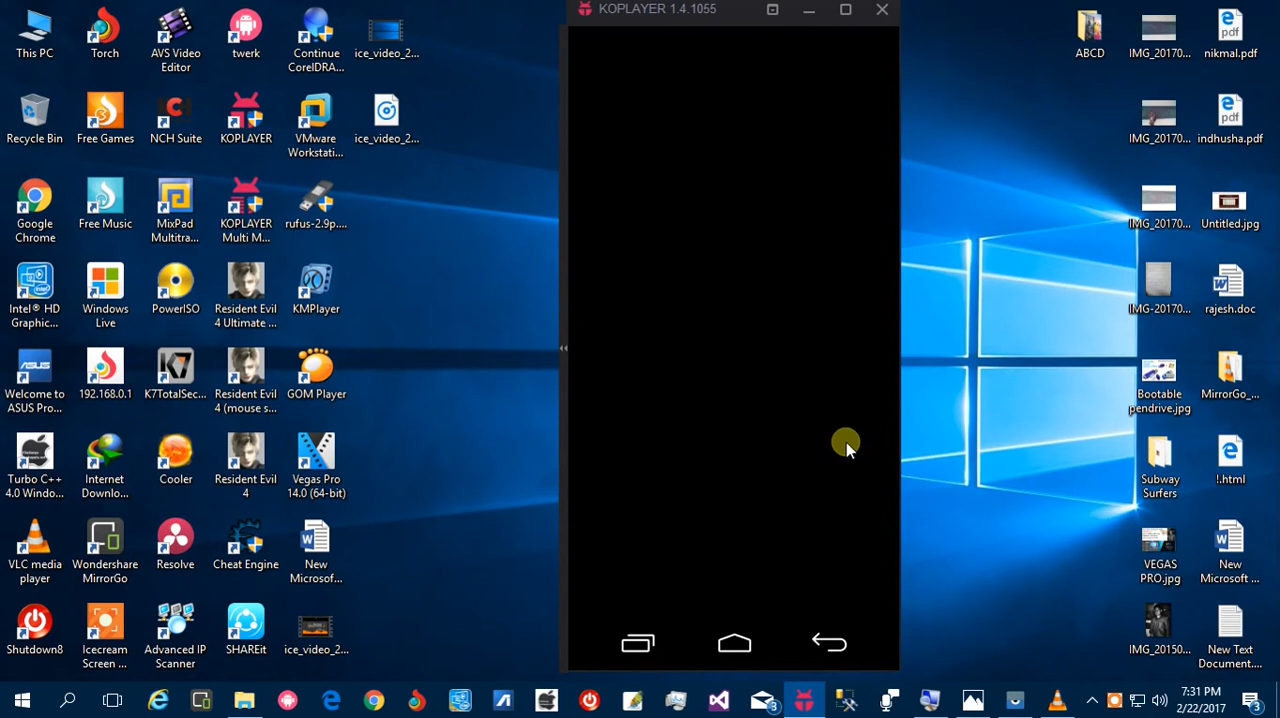 KOPLAYER 1.4.1055
This PC
Torch
AVS Video
Editor
twerk
Continue
CorelDRA...
ice_video_2...
ABCD
IMG_20170...
nikmal.pdf
Recycle Bin
Free Games
NCH Suite
KOPLAYER
VMware
Workstati...
ice_video_2...
IMG_20170...
indhusha.pdf
Google
Chrome
Free Music
MixPad
Multitra...
KOPLAYER
Multi M...
rufus-2.9p....
IMG_20170...
Untitled.jpg
Intel® HD
Graphic...
Windows
Live
PowerISO
Resident Evil
4 Ultimate ...
KMPlayer
IMG-20170...
rajesh.doc
Welcome to
ASUS Pro...
192.168.0.1
K7TotalSec...
Resident Evil
4 (mouse s...
GOM Player
Bootable
pendrive.jpg
MirrorGo_...
Turbo C++
4.0 Windo...
Internet
Downlo...
Cooler
Resident Evil
4
Vegas Pro
14.0 (64-bit)
Subway
Surfers
!.html
VLC media
player
Wondershare
MirrorGo
Resolve
Cheat Engine
New
Microsof...
VEGAS
PRO.jpg
New
Microsoft ...
Shutdown8
Icecream
Screen ...
Advanced IP
Scanner
SHAREit
ice_video_2...
IMG_20150...
New Text
Document....
7:31 PM
2/22/2017
3
3